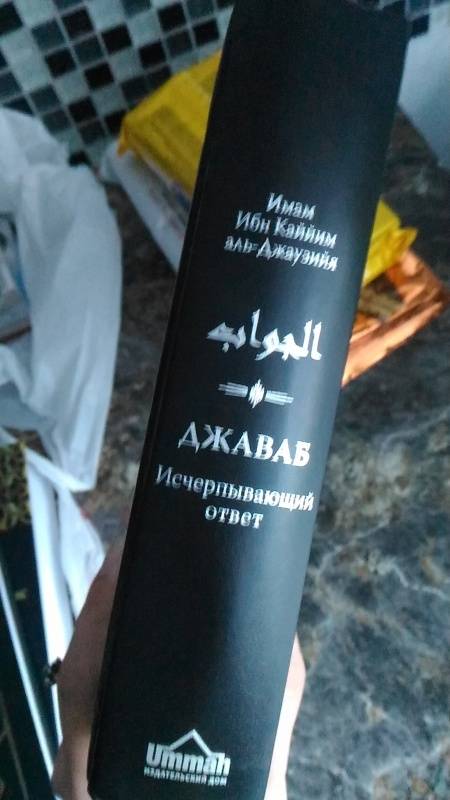 Имам
Ибн Каййим
аль-Джаузийя
الجواب
ДЖАВАБ
Исчерпывающий
ответ
Ummah
ИЗДАТЕЛЬСКИЙ ДОМ